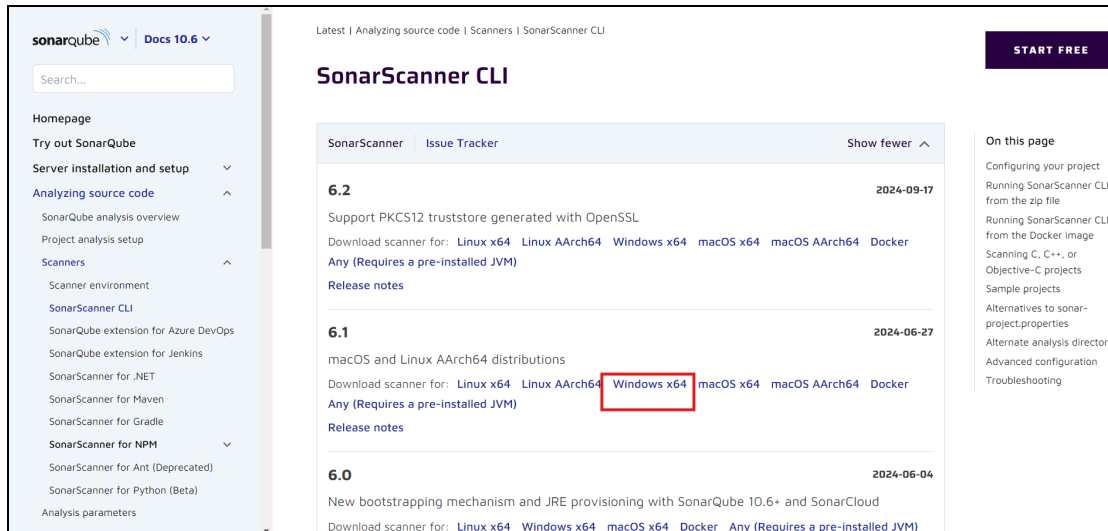 sonarqube
Docs 10.6
Search...
Homepage
Try out SonarQube
Server installation and setup
Analyzing source code
SonarQube analysis overview
Project analysis setup
Scanners
Scanner environment
SonarScanner CLI
SonarQube extension for Azure DevOps
SonarQube extension for Jenkins
SonarScanner for .NET
SonarScanner for Maven
SonarScanner for Gradle
SonarScanner for NPM
SonarScanner for Ant (Deprecated)
SonarScanner for Python (Beta)
Analysis parameters
Latest | Analyzing source code | Scanners | SonarScanner CLI
SonarScanner CLI
SonarScanner Issue Tracker Show fewer
6.2 2024-09-17
Support PKCS12 truststore generated with OpenSSL
Download scanner for: Linux x64 Linux AArch64 Windows x64 macOS x64 macOS AArch64 Docker
Any (Requires a pre-installed JVM)
Release notes
6.1 2024-06-27
macOS and Linux AArch64 distributions
Download scanner for: Linux x64 Linux AArch64 Windows x64 macOS x64 macOS AArch64 Docker
Any (Requires a pre-installed JVM)
Release notes
6.0 2024-06-04
New bootstrapping mechanism and JRE provisioning with SonarQube 10.6+ and SonarCloud
Download scanner for: Linux x64 Windows x64 macOS x64 Docker Any (Requires a pre-installed JVM)
START FREE
On this page
Configuring your project
Running SonarScanner CLI
from the zip file
Running SonarScanner CLI
from the Docker image
Scanning C, C++, or
Objective-C projects
Sample projects
Alternatives to sonar-
project.properties
Alternate analysis director
Advanced configuration
Troubleshooting